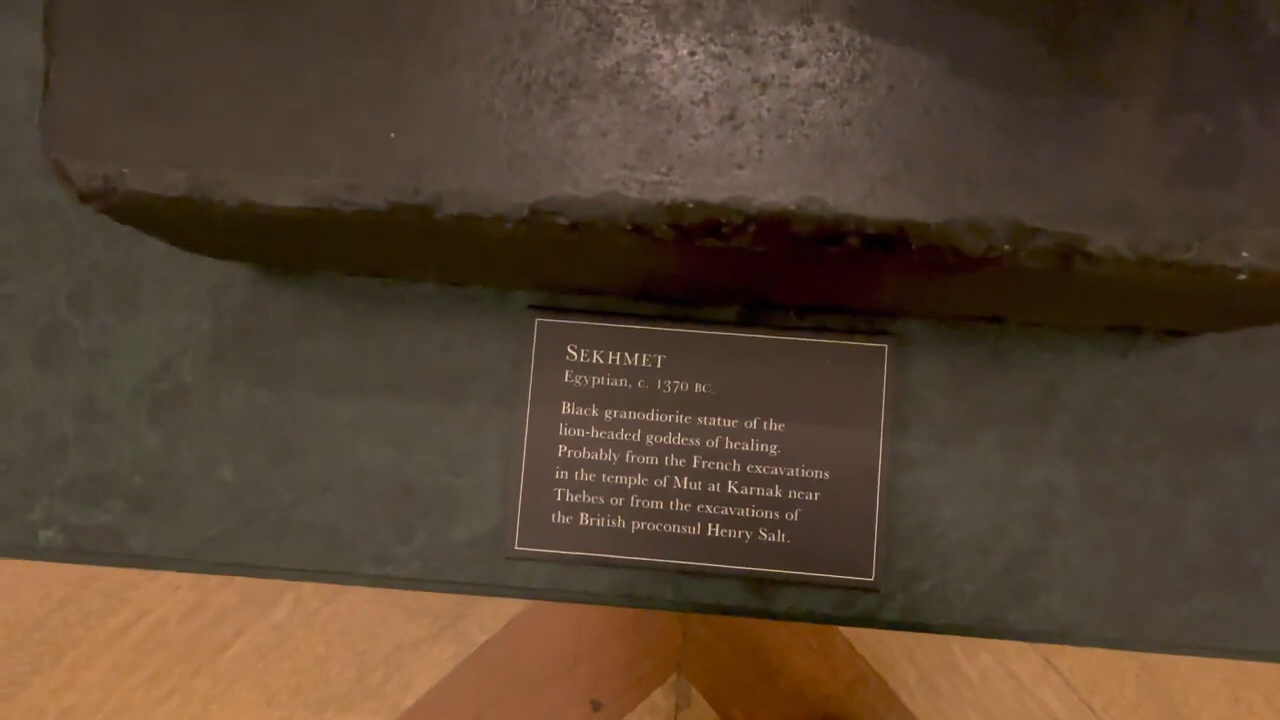 SEKHMET
Egyptian, c. 1370 BC.
Black granodiorite statue of the
lion-headed goddess of healing.
Probably from the French excavations
in the temple of Mut at Karnak near
Thebes or from the excavations of
the British proconsul Henry Salt.